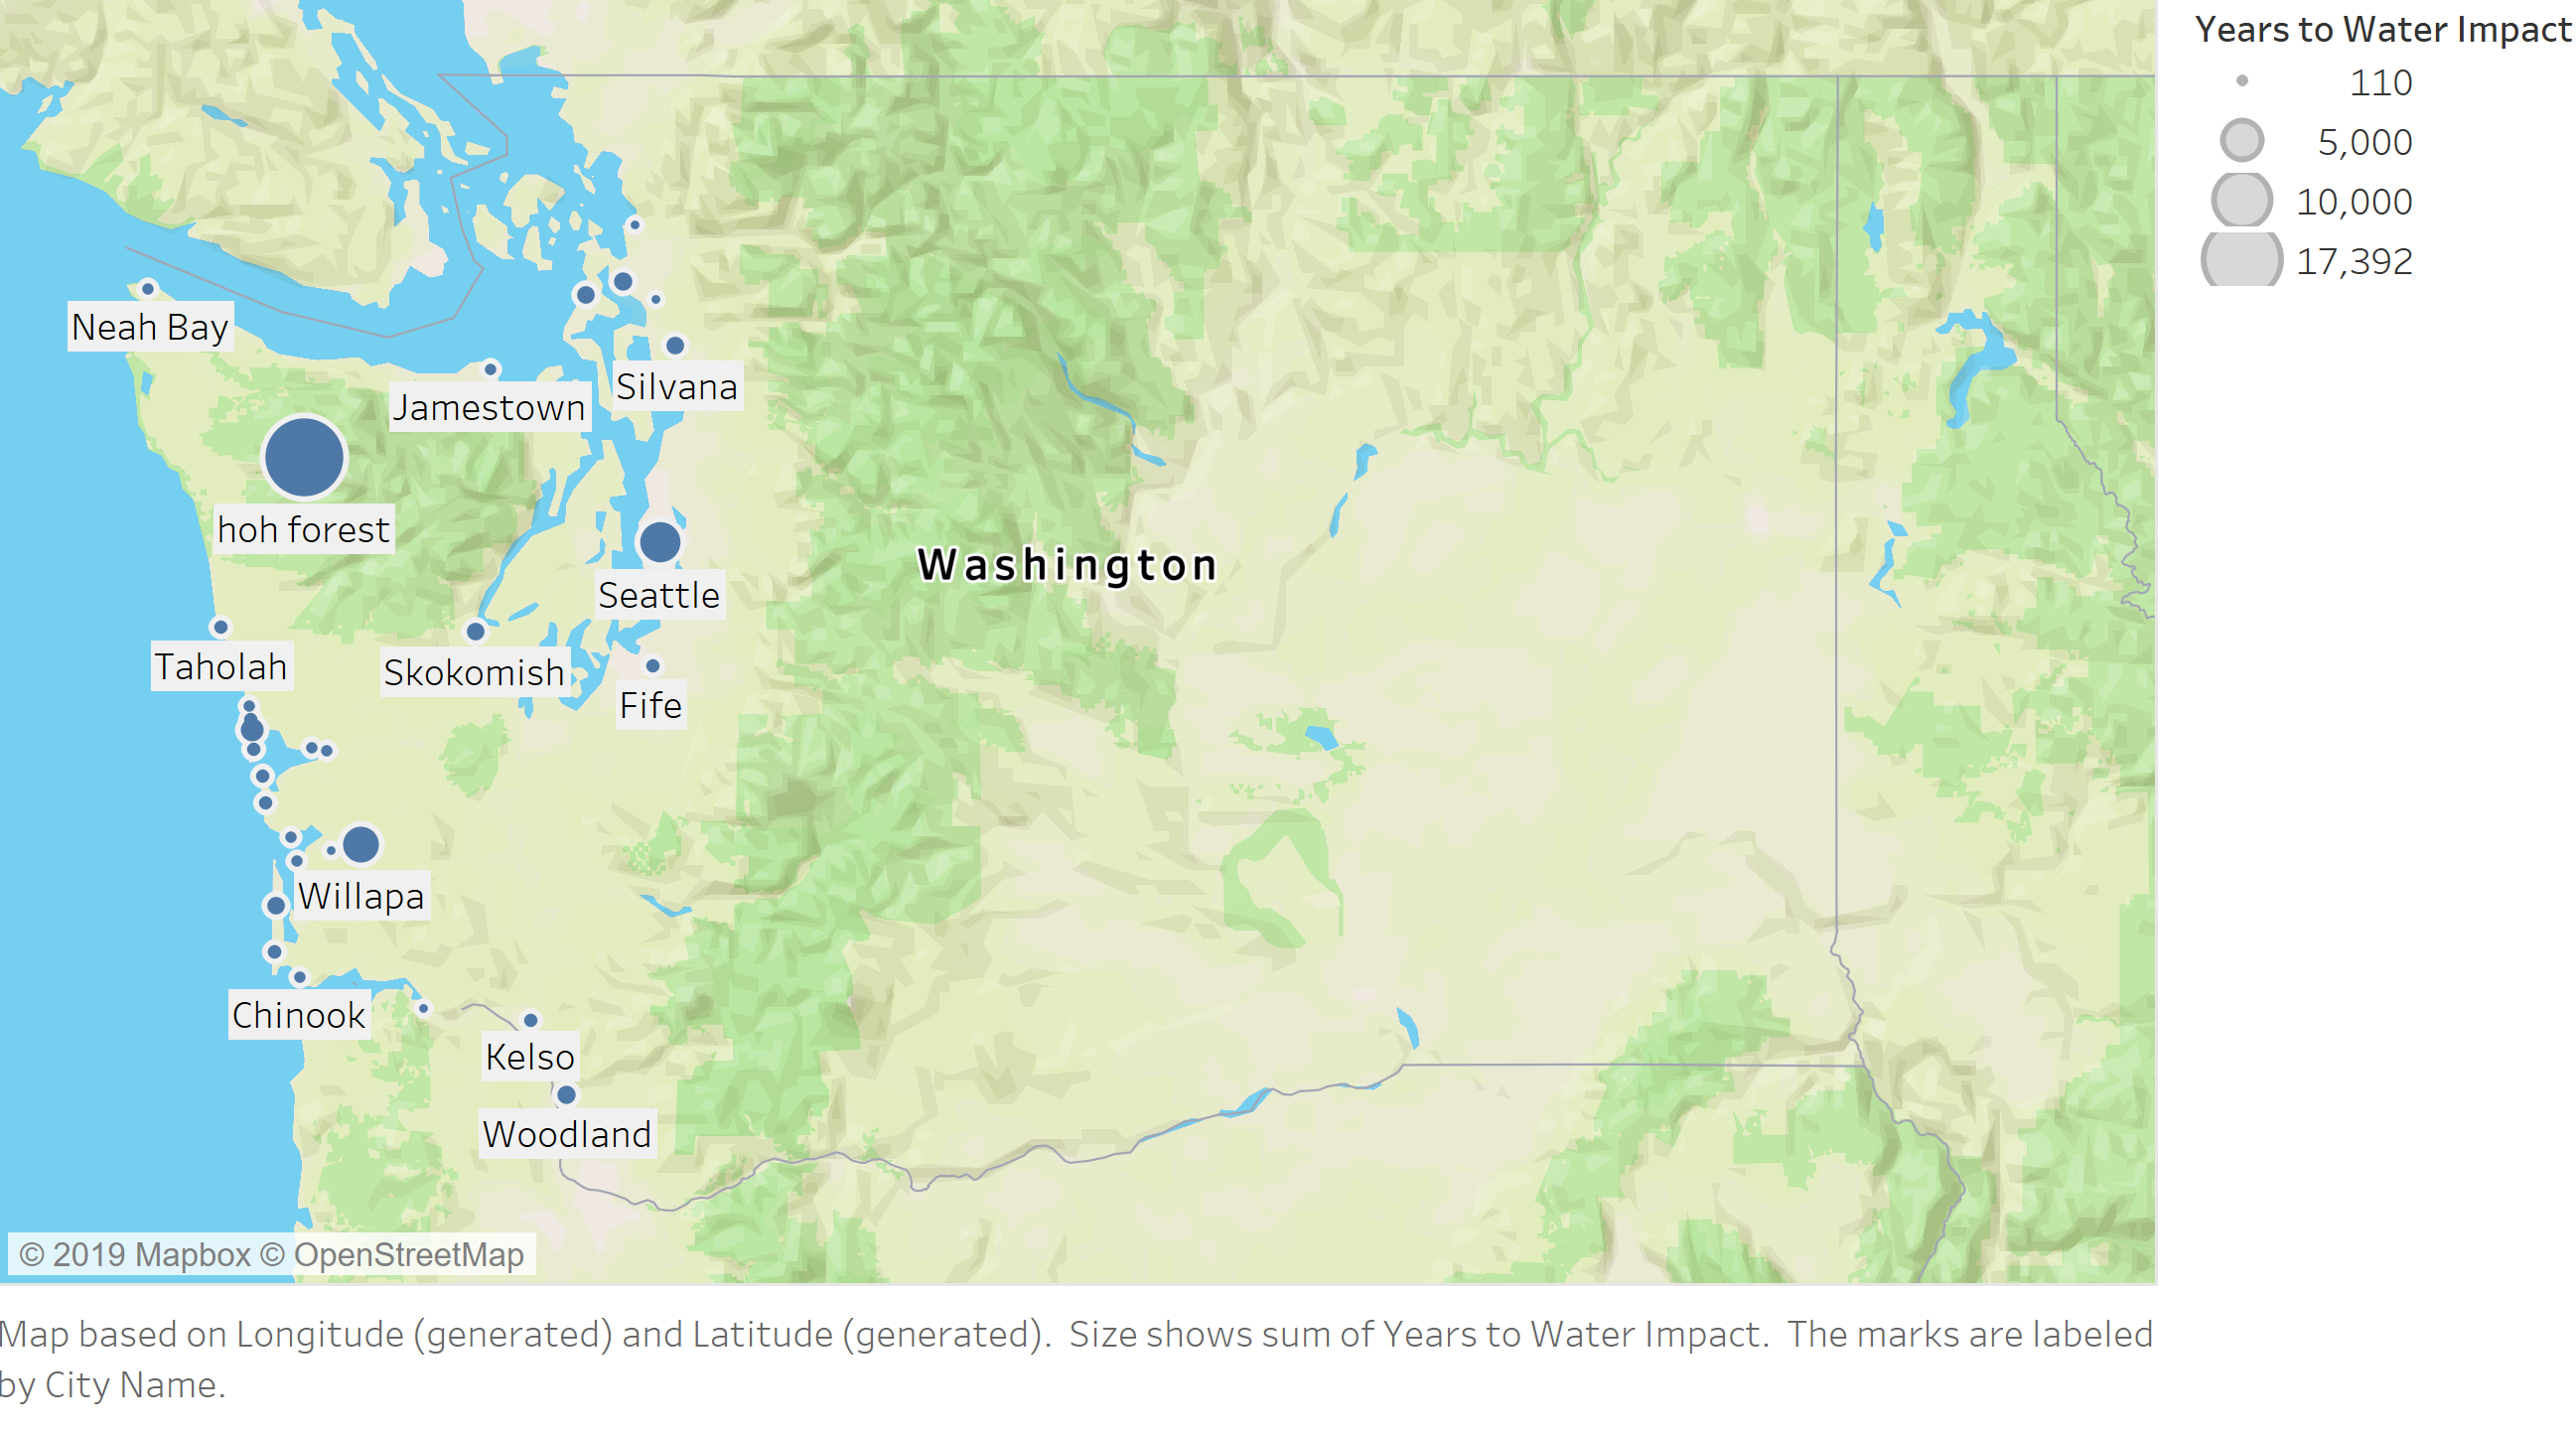 Years to Water Impact
110
5,000
10,000
17,392
Neah Bay
Silvana
Jamestown
hoh forest
Washington
Seattle
Taholah
Skokomish
Fife
Willapa
Chinook
Kelso
Woodland
© 2019 Mapbox © OpenStreetMap
Map based on Longitude (generated) and Latitude (generated).  Size shows sum of Years to Water Impact.  The marks are labeled
by City Name.